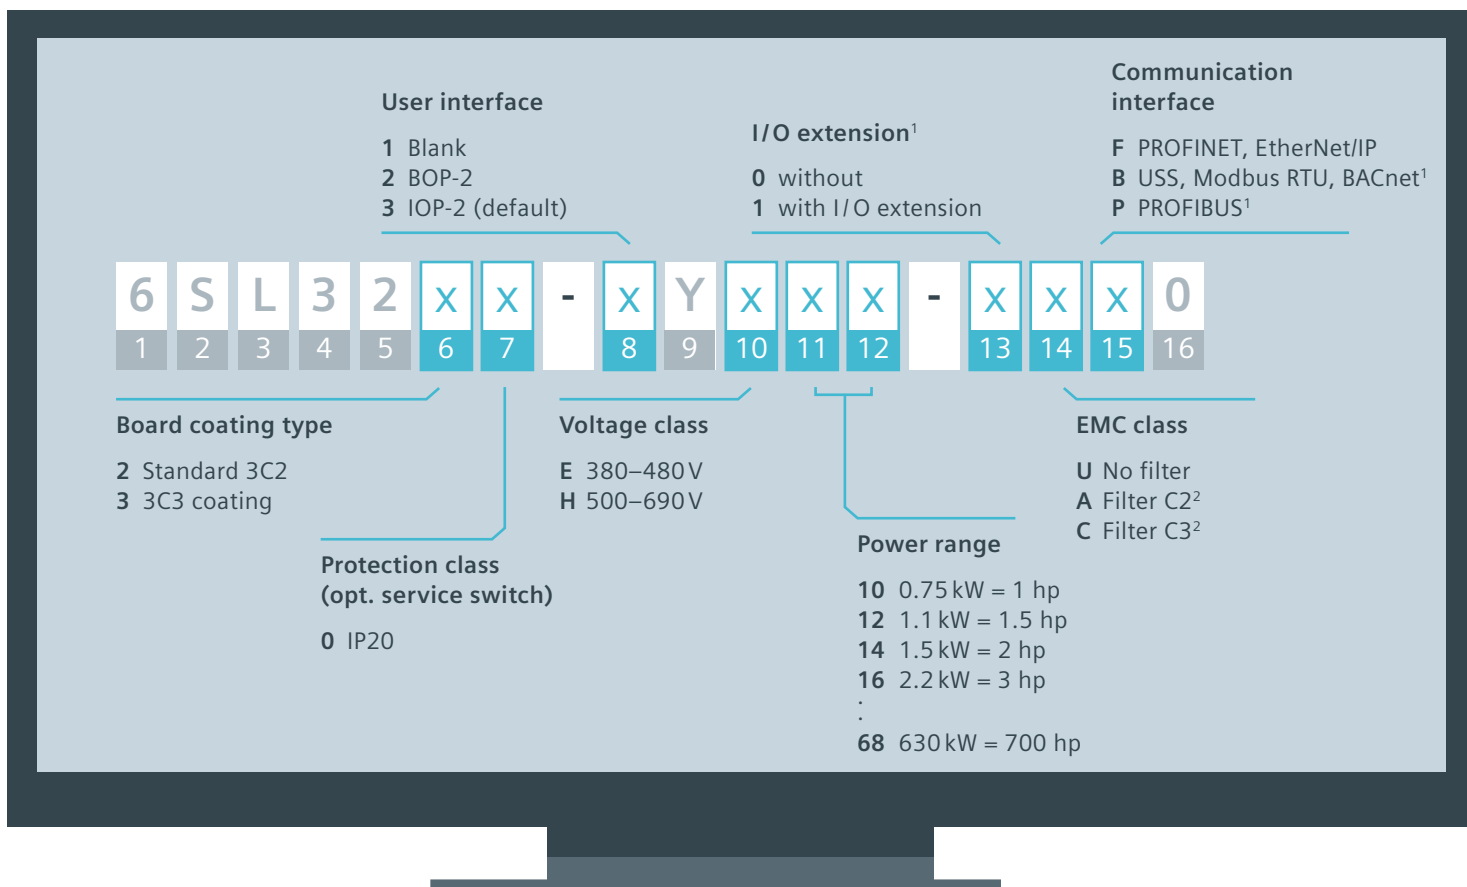 User interface
1 Blank
2 BOP-2
3 IOP-2 (default)
I/O extension¹
0 without
1 with I/O extension
Communication
interface
F PROFINET, EtherNet/IP
B USS, Modbus RTU, BACnet¹
P PROFIBUS¹
6 S L 3 2 x x - x Y x x x - x x x 0
1 2 3 4 5 6 7 8 9 10 11 12 13 14 15 16
Board coating type
2 Standard 3C2
3 3C3 coating
Protection class
(opt. service switch)
0 IP20
Voltage class
E 380–480 V
H 500–690 V
Power range
10 0.75 kW = 1 hp
12 1.1 kW = 1.5 hp
14 1.5 kW = 2 hp
16 2.2 kW = 3 hp
:
68 630 kW = 700 hp
EMC class
U No filter
A Filter C2²
C Filter C3²